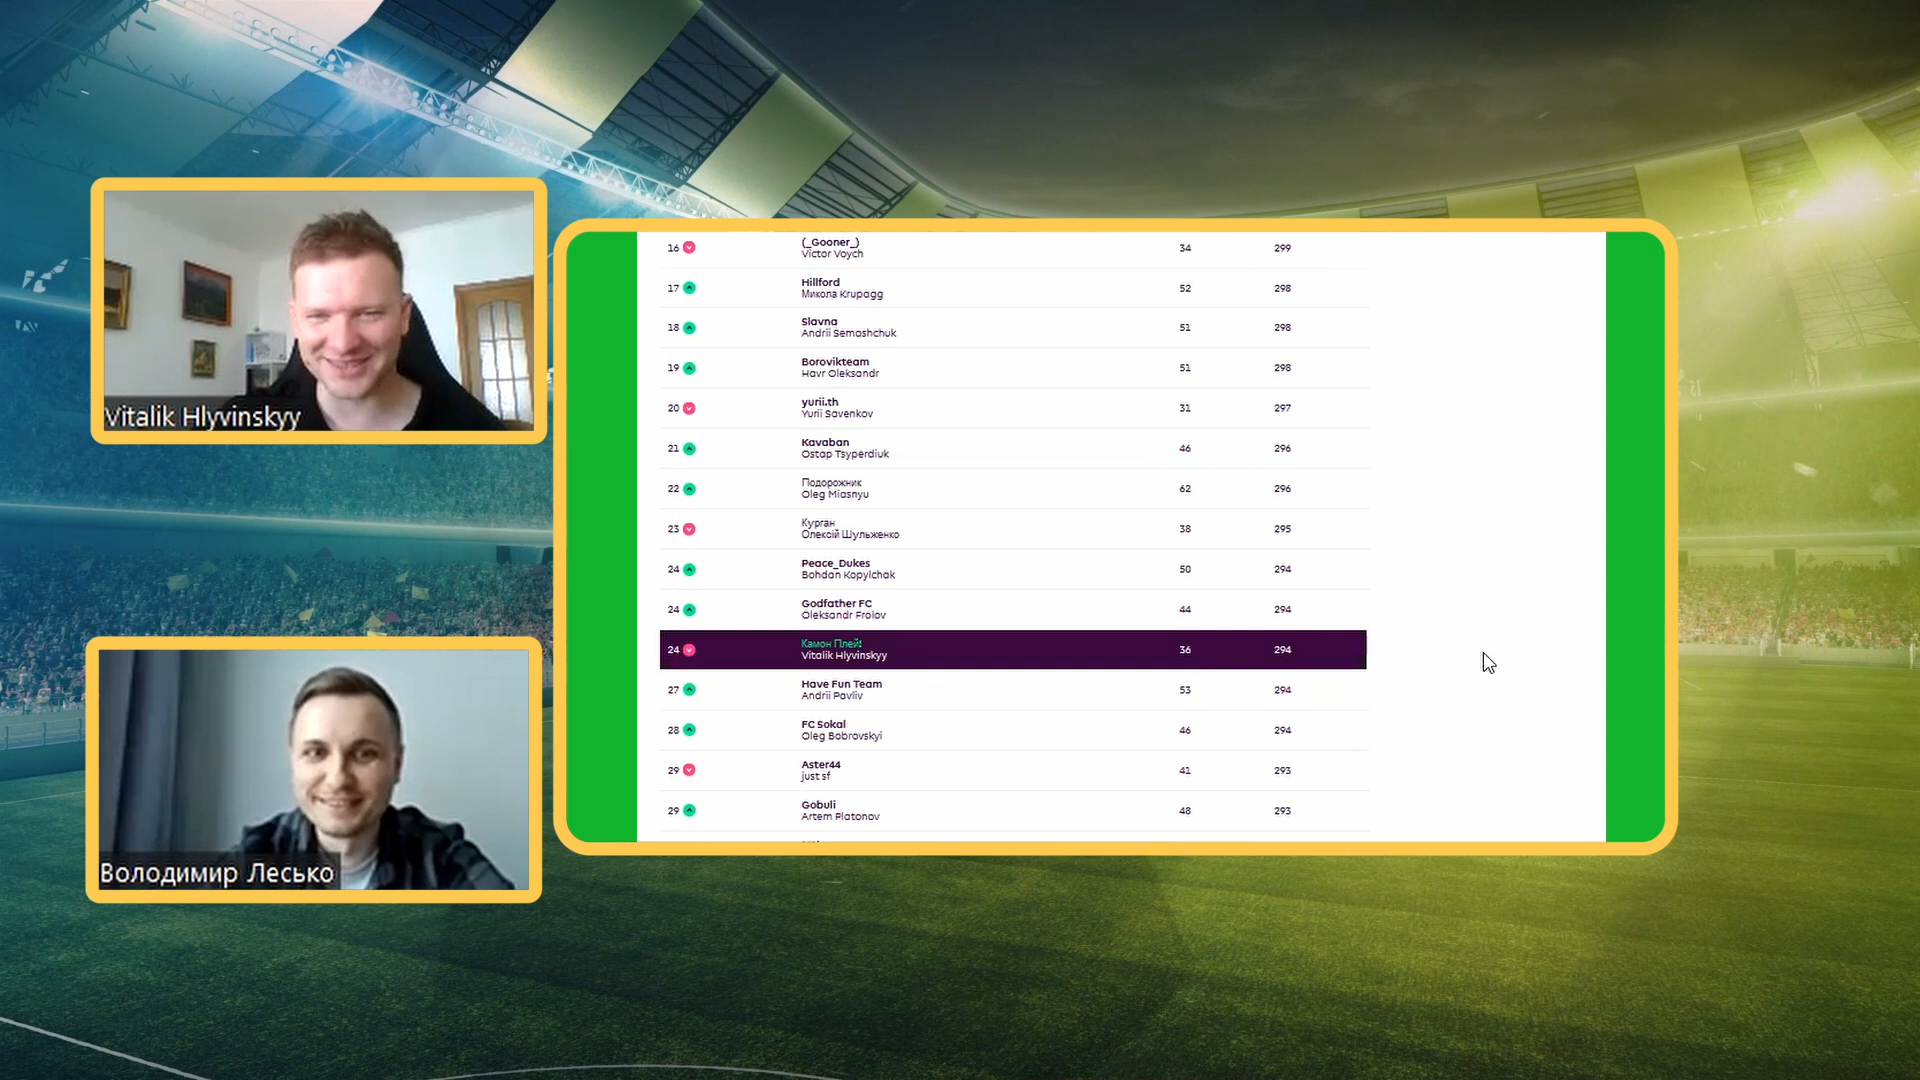 Vitalik Hlyvinskyy
Володимир Лесько
16 (_Gooner_) 34 299
Victor Voych
17 Hillford 52 298
Микола Krupagg
18 Slavna 51 298
Andrii Semashchuk
19 Borovikteam 51 298
Havr Oleksandr
20 yurii.th 31 297
Yurii Savenkov
21 Kavaban 46 296
Ostap Tsyperdiuk
22 Подорожник 62 296
Oleg Miasnyu
23 Курган 38 295
Олексій Шульженко
24 Peace_Dukes 50 294
Bohdan Kopylchak
24 Godfather FC 44 294
Oleksandr Frolov
24 Камон Плей! 36 294
Vitalik Hlyvinskyy
27 Have Fun Team 53 294
Andrii Pavliv
28 FC Sokal 46 294
Oleg Bobrovskyi
29 Aster44 41 293
just sf
29 Gobuli 48 293
Artem Platonov